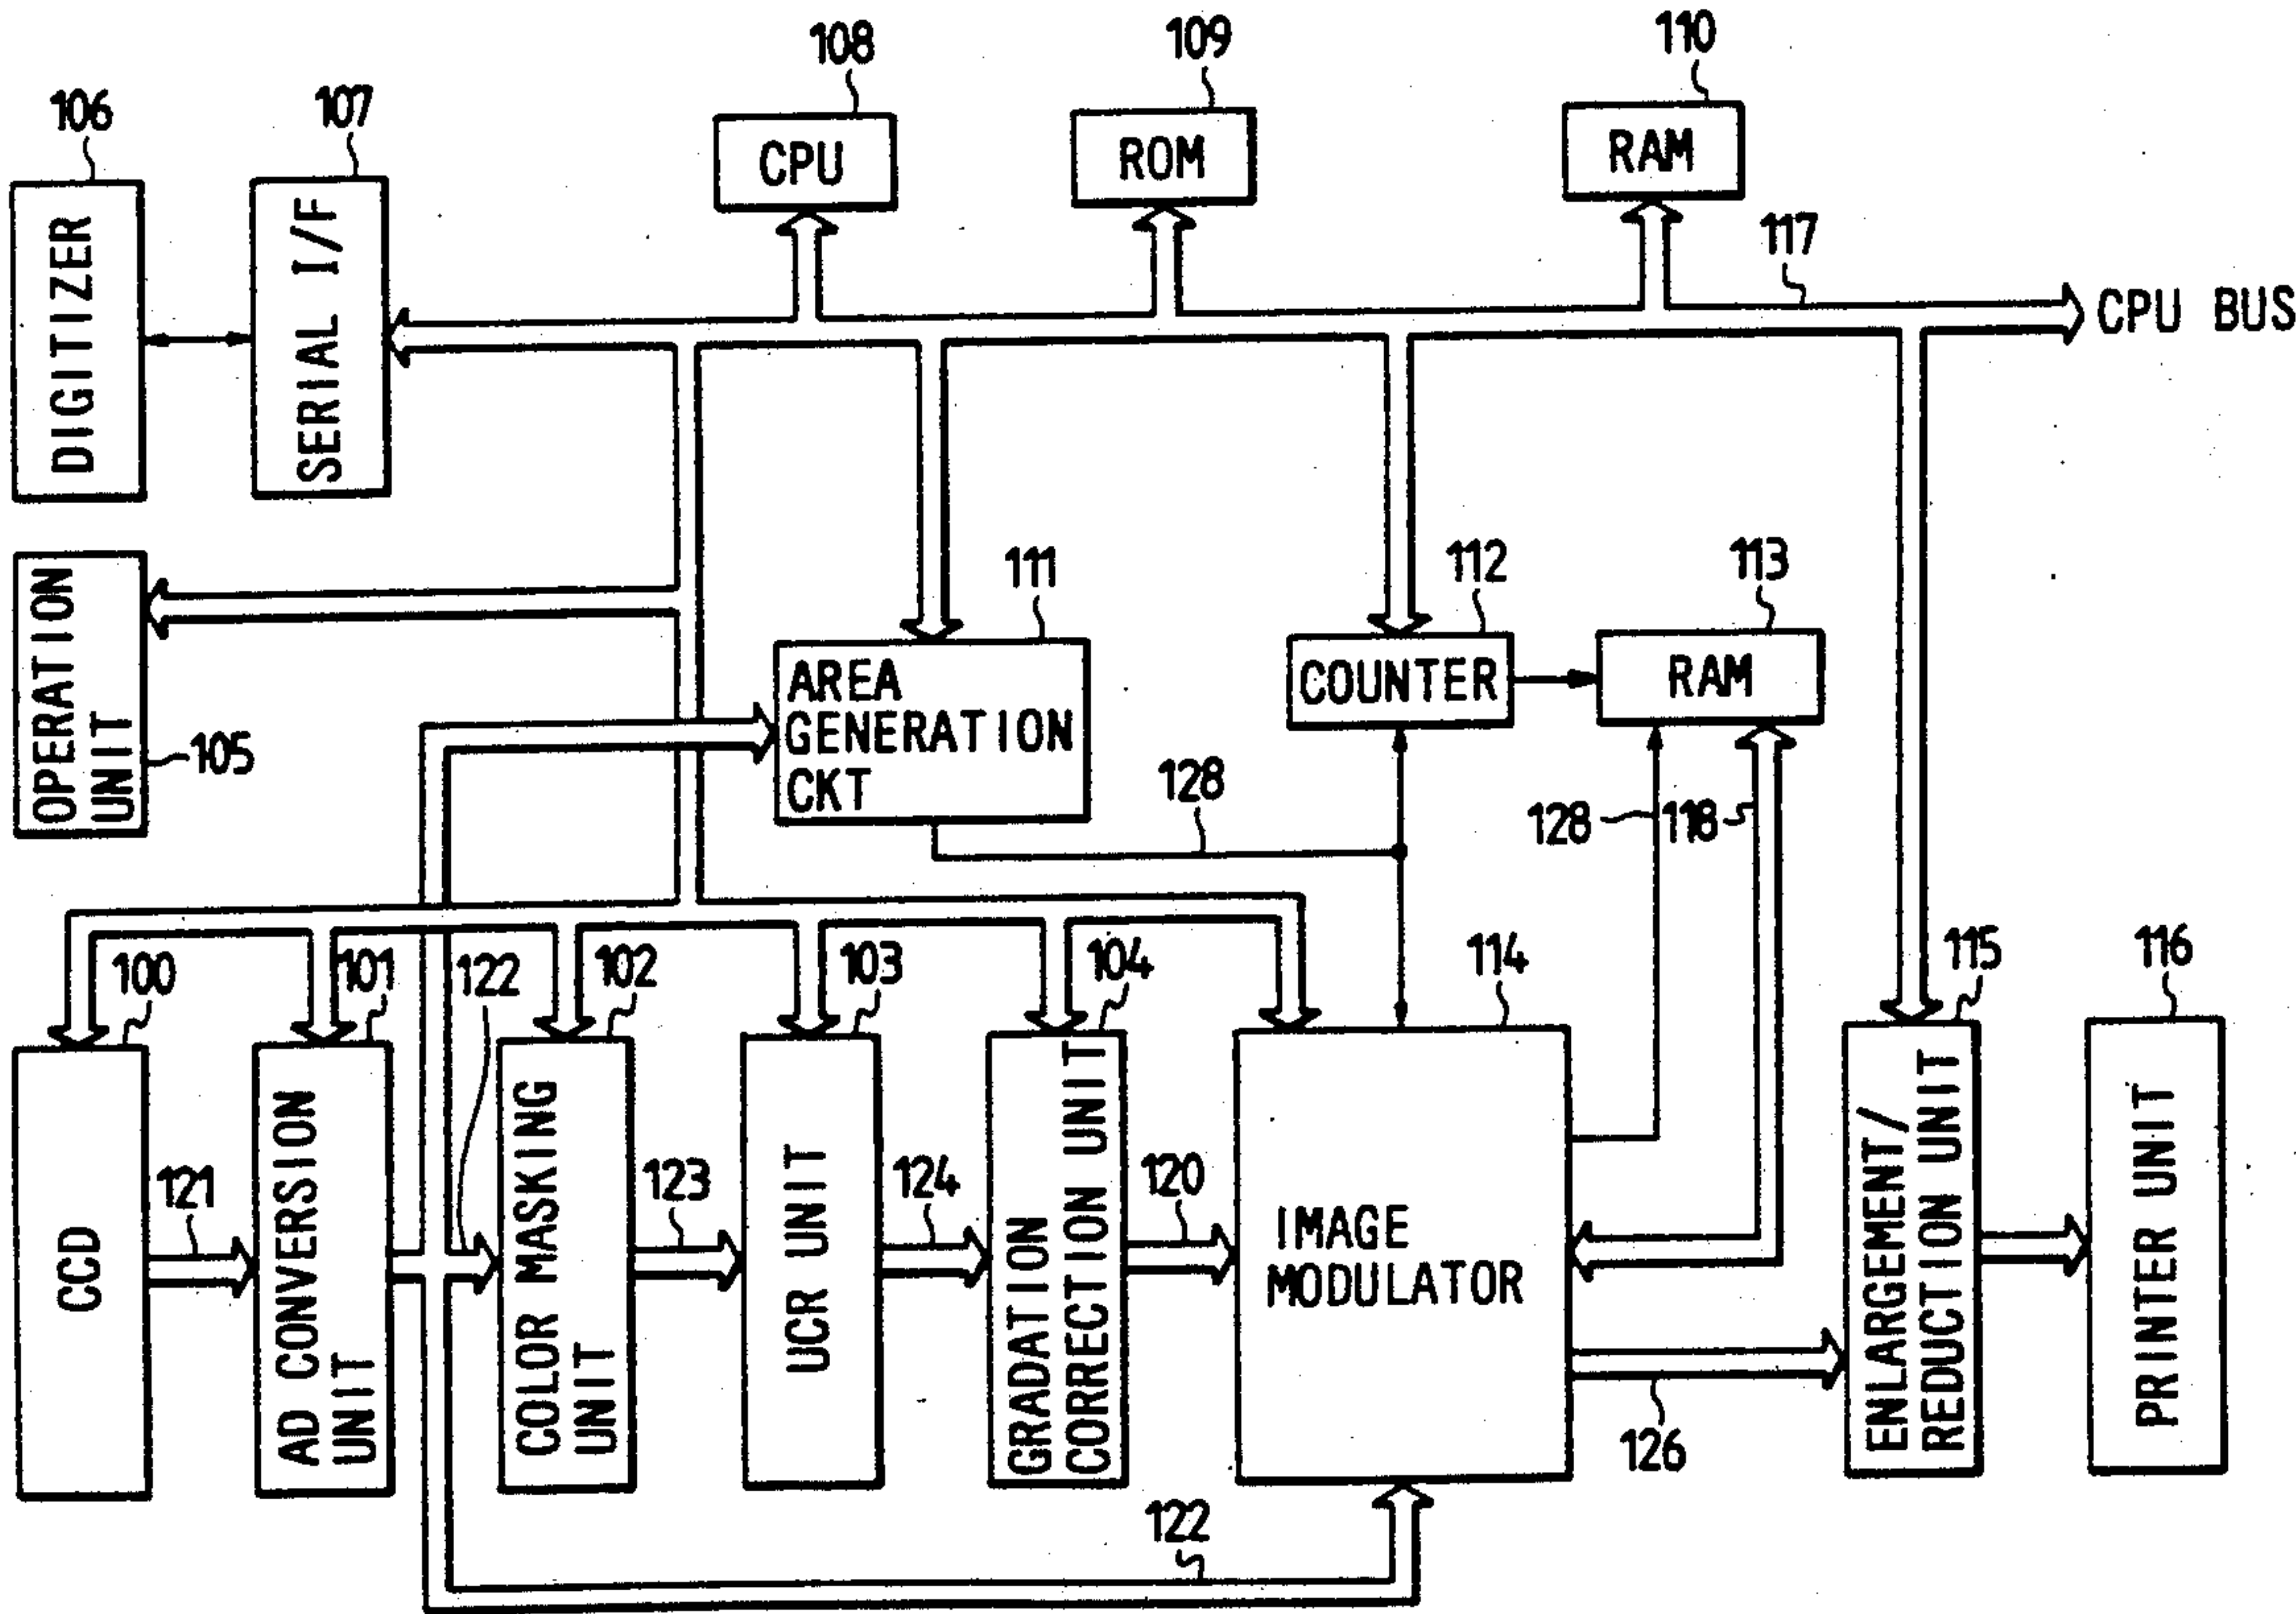 108
109
110
106
107
CPU
ROM
RAM
117
DIGITIZER
SERIAL I/F
CPU BUS
111
112
113
OPERATION
UNIT
105
AREA
GENERATION
CKT
COUNTER
RAM
128
128
118
100
101
122
102
103
104
114
115
116
CCD
121
AD CONVERSION
UNIT
COLOR MASKING
UNIT
123
UCR UNIT
124
GRADATION
CORRECTION UNIT
120
IMAGE
MODULATOR
126
ENLARGEMENT/
REDUCTION UNIT
PRINTER UNIT
122